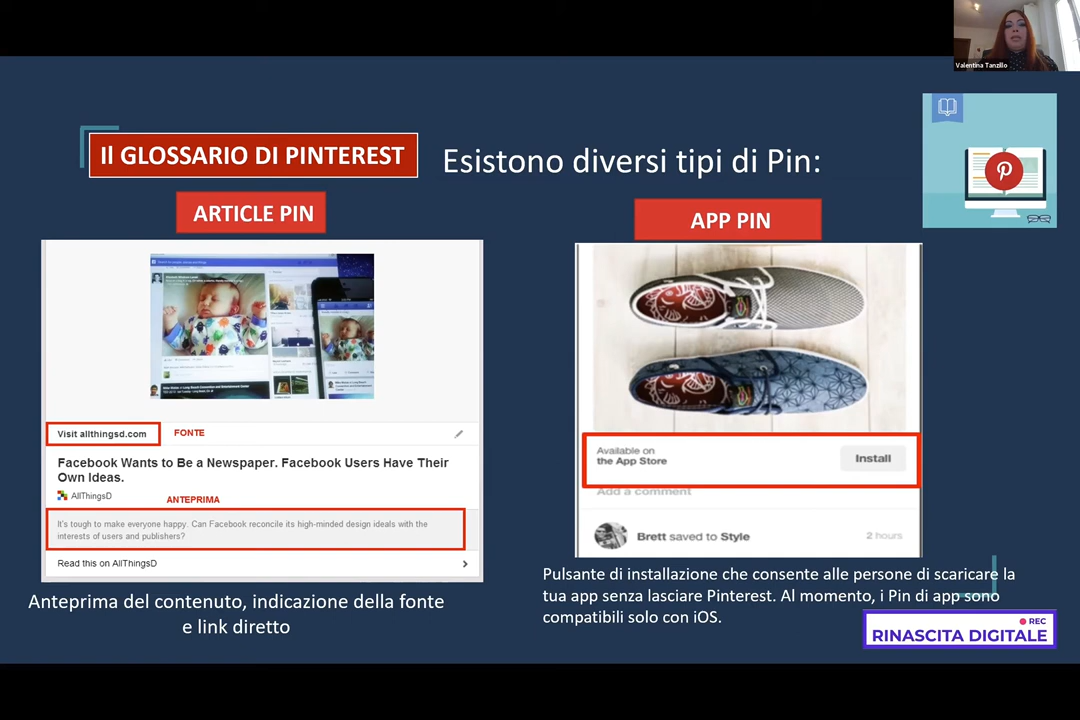 Valentina Tanzillo
Il GLOSSARIO DI PINTEREST
Esistono diversi tipi di Pin:
ARTICLE PIN
APP PIN
Visit allthingsd.com
FONTE
Facebook Wants to Be a Newspaper. Facebook Users Have Their
Own Ideas.
AllThingsD
ANTEPRIMA
It's tough to make everyone happy. Can Facebook reconcile its high-minded design ideals with the
interests of users and publishers?
Read this on AllThingsD
Anteprima del contenuto, indicazione della fonte
e link diretto
Available on
the App Store
Install
Add a comment
Brett saved to Style
2 hours
Pulsante di installazione che consente alle persone di scaricare la
tua app senza lasciare Pinterest. Al momento, i Pin di app sono
compatibili solo con iOS.
REC
RINASCITA DIGITALE